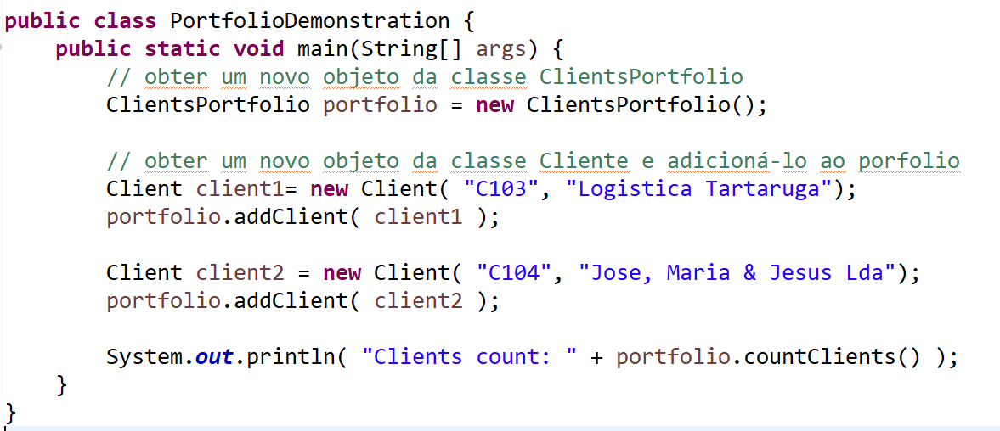 public class PortfolioDemonstration {
public static void main(String[] args) {
// obter um novo objeto da classe ClientsPortfolio
ClientsPortfolio portfolio = new ClientsPortfolio();
// obter um novo objeto da classe Cliente e adicioná-lo ao porfolio
Client client1= new Client( "C103", "Logistica Tartaruga");
portfolio.addClient( client1 );
Client client2 = new Client( "C104", "Jose, Maria & Jesus Lda");
portfolio.addClient( client2 );
System.out.println( "Clients count: " + portfolio.countClients() );
}
}